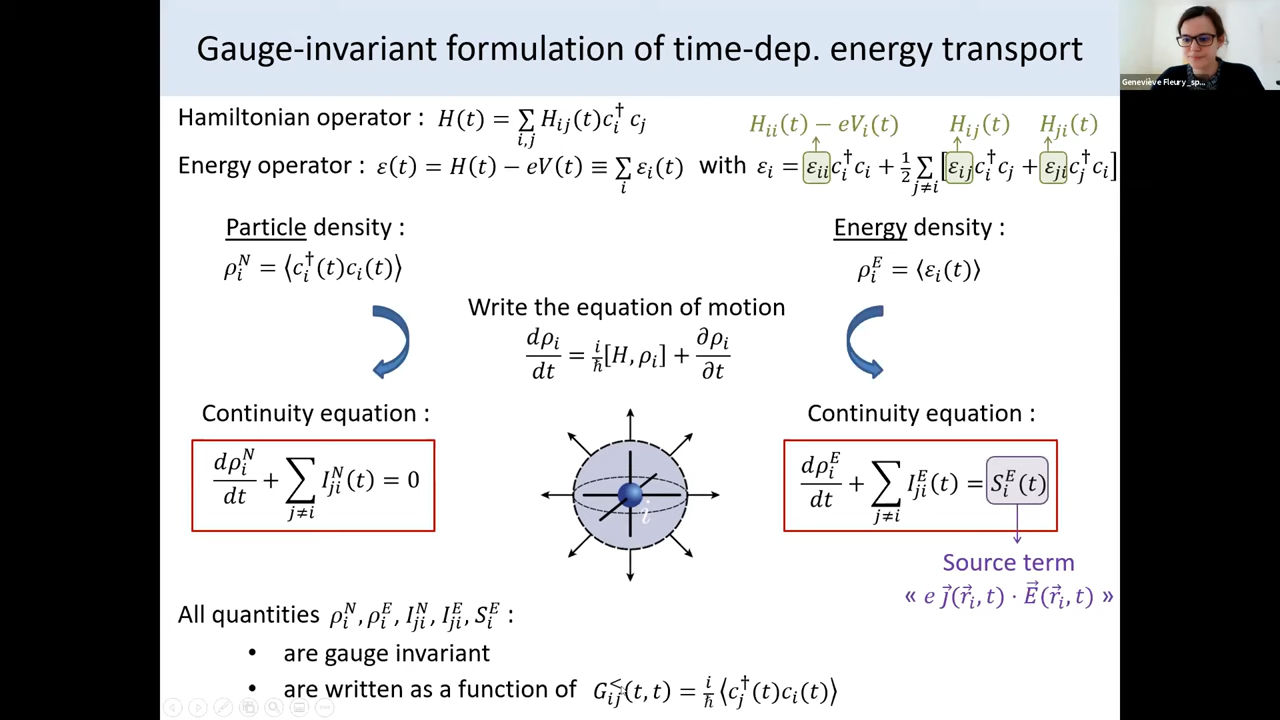 Gauge-invariant formulation of time-dep. energy transport
Geneviève Fleury_sp...
Hamiltonian operator : H(t) = ∑_{i,j} H_{ij}(t)c_i^† c_j
H_{ii}(t) − eV_i(t) H_{ij}(t) H_{ji}(t)
Energy operator : ε(t) = H(t) − eV(t) ≡ ∑_i ε_i(t) with ε_i = ε_{ii}c_i^†c_i + 1/2 ∑_{j≠i}[ε_{ij}c_i^†c_j + ε_{ji}c_j^†c_i]
Particle density :
ρ_i^N = ⟨c_i^†(t)c_i(t)⟩
Energy density :
ρ_i^E = ⟨ε_i(t)⟩
Write the equation of motion
dρ_i/dt = i/ħ[H, ρ_i] + ∂ρ_i/∂t
Continuity equation :
dρ_i^N/dt + ∑_{j≠i} I_{ji}^N(t) = 0
i
Continuity equation :
dρ_i^E/dt + ∑_{j≠i} I_{ji}^E(t) = S_i^E(t)
Source term
« e j⃗(r⃗_i, t) · E⃗(r⃗_i, t) »
All quantities ρ_i^N, ρ_i^E, I_{ji}^N, I_{ji}^E, S_i^E :
• are gauge invariant
• are written as a function of G_{ij}^<(t, t) = i/ħ ⟨c_j^†(t)c_i(t)⟩